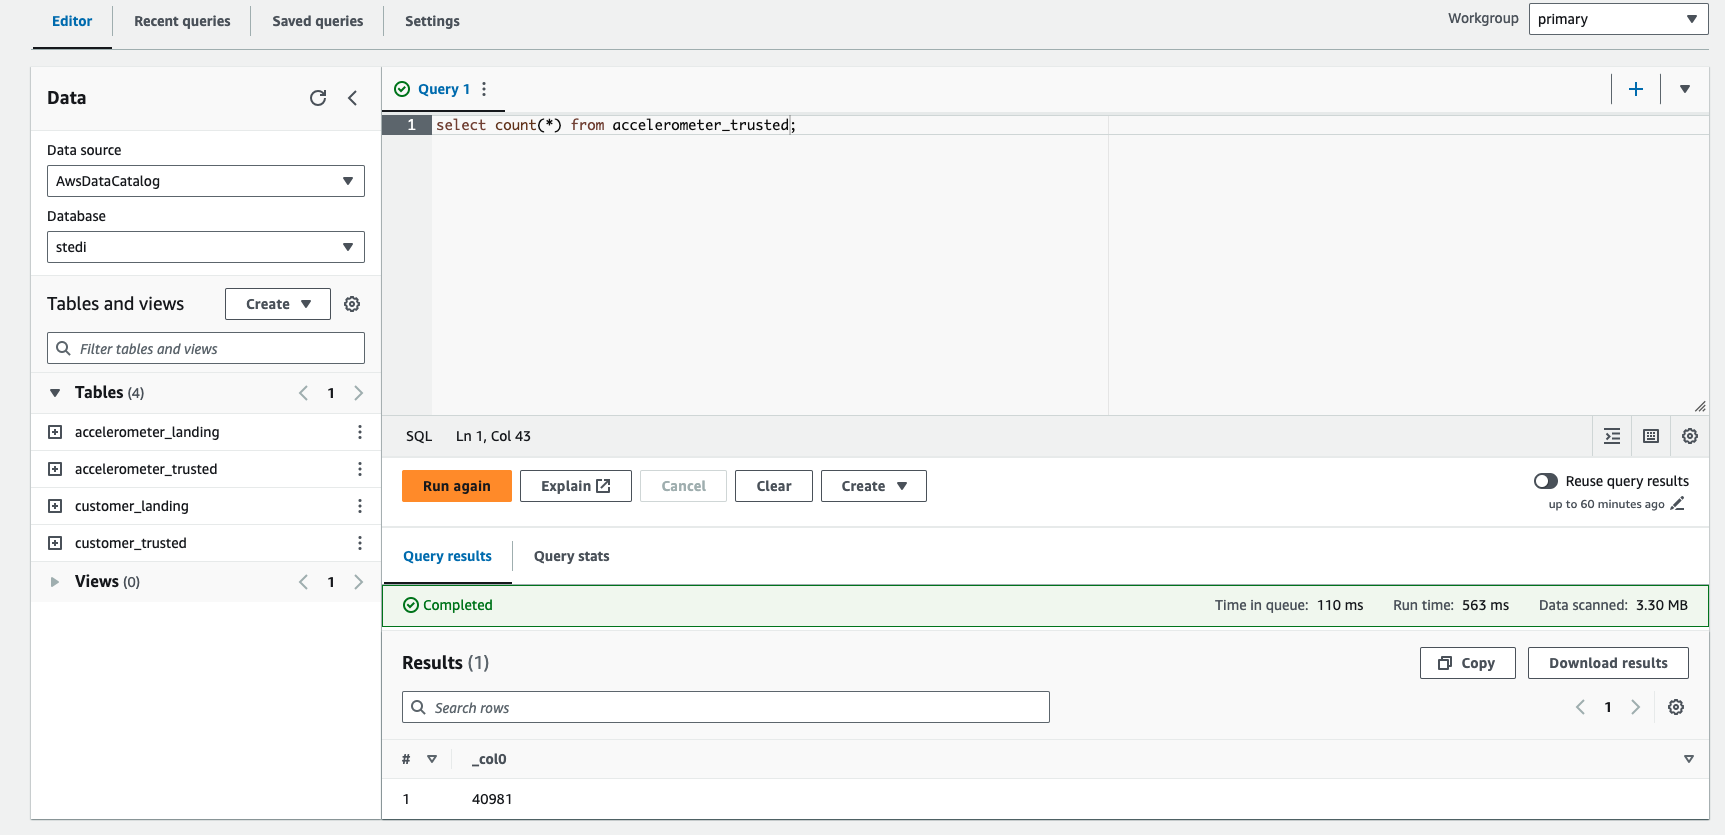 Editor Recent queries Saved queries Settings Workgroup primary
Data
Data source
AwsDataCatalog
Database
stedi
Tables and views Create
Filter tables and views
Tables (4) 1
accelerometer_landing
accelerometer_trusted
customer_landing
customer_trusted
Views (0) 1
Query 1
1 select count(*) from accelerometer_trusted;
SQL Ln 1, Col 43
Run again Explain Cancel Clear Create
Reuse query results
up to 60 minutes ago
Query results Query stats
Completed Time in queue: 110 ms Run time: 563 ms Data scanned: 3.30 MB
Results (1) Copy Download results
Search rows 1
# _col0
1 40981